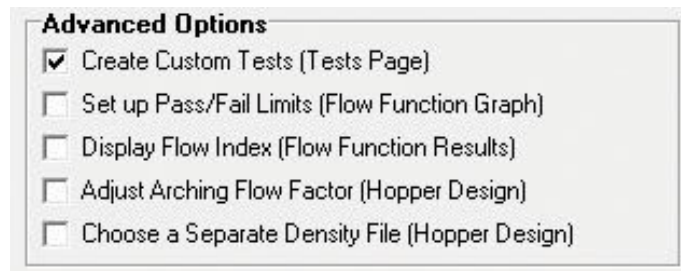 Advanced Options
Create Custom Tests (Tests Page)
Set up Pass/Fail Limits (Flow Function Graph)
Display Flow Index (Flow Function Results)
Adjust Arching Flow Factor (Hopper Design)
Choose a Separate Density File (Hopper Design)